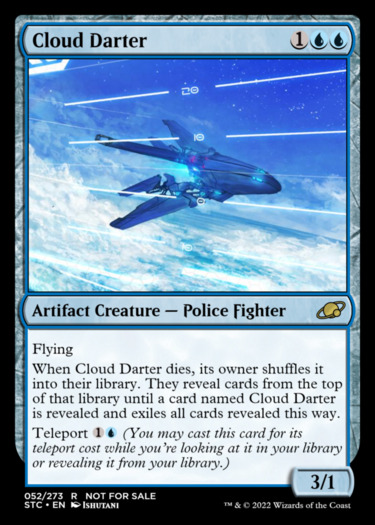 Cloud Darter 1
20
10
Artifact Creature — Police Fighter
Flying
When Cloud Darter dies, its owner shuffles it
into their library. They reveal cards from the top
of that library until a card named Cloud Darter
is revealed and exiles all cards revealed this way.
Teleport 1 (You may cast this card for its
teleport cost while you're looking at it in your library
or revealing it from your library.)
3/1
052/273 R NOT FOR SALE
STC • EN Ishutani
™ & © 2022 Wizards of the Coast